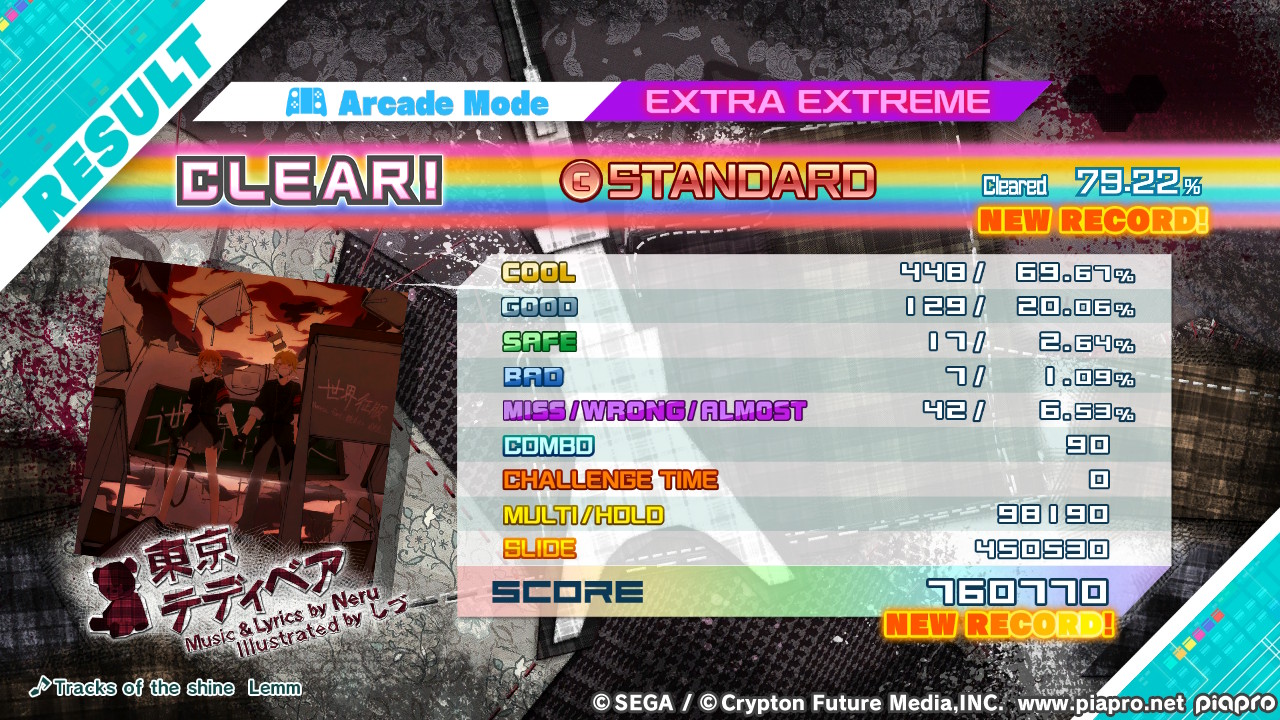 RESULT
Arcade Mode
EXTRA EXTREME
CLEAR!
C STANDARD
Cleared 79.22%
NEW RECORD!
COOL 448/ 69.67%
GOOD 129/ 20.06%
SAFE 17/ 2.64%
BAD 7/ 1.09%
MISS/WRONG/ALMOST 42/ 6.53%
COMBO 90
CHALLENGE TIME 0
MULTI/HOLD 98190
SLIDE 450530
SCORE 760770
NEW RECORD!
東京
テディベア
Music & Lyrics by Neru
Illustrated by しづ
Tracks of the shine Lemm
© SEGA / © Crypton Future Media,INC. www.piapro.net piapro